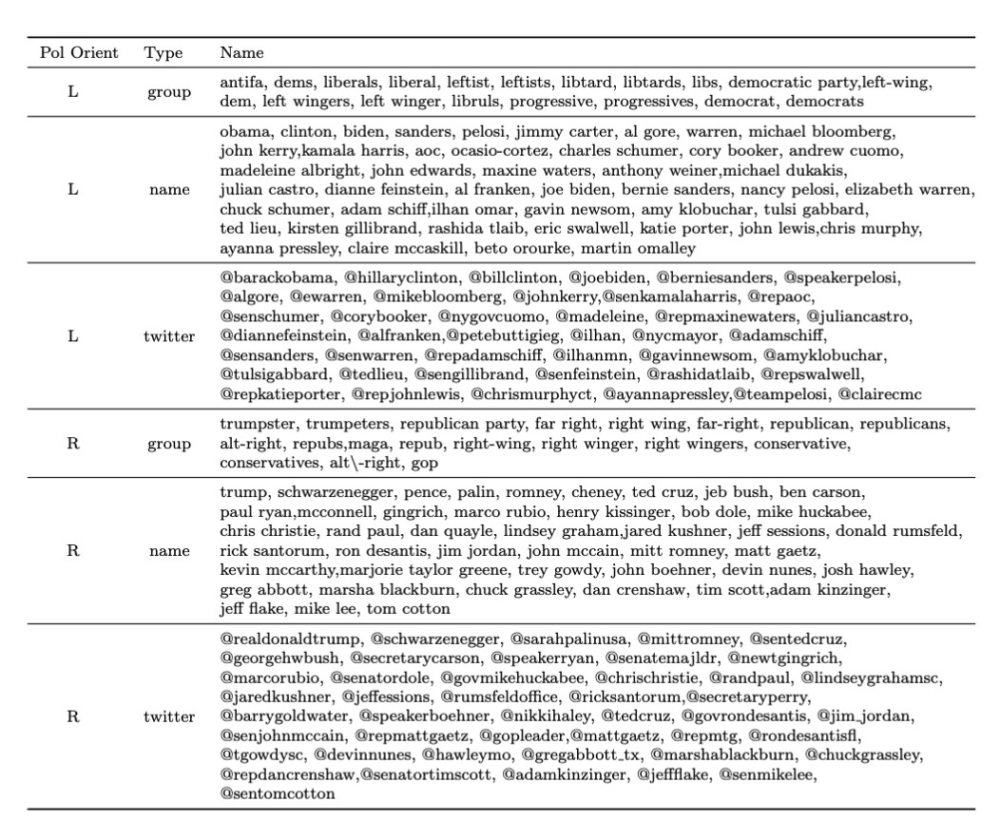 Pol Orient Type Name
L group antifa, dems, liberals, liberal, leftist, leftists, libtard, libtards, libs, democratic party,left-wing,
dem, left wingers, left winger, libruls, progressive, progressives, democrat, democrats
L name obama, clinton, biden, sanders, pelosi, jimmy carter, al gore, warren, michael bloomberg,
john kerry,kamala harris, aoc, ocasio-cortez, charles schumer, cory booker, andrew cuomo,
madeleine albright, john edwards, maxine waters, anthony weiner,michael dukakis,
julian castro, dianne feinstein, al franken, joe biden, bernie sanders, nancy pelosi, elizabeth warren,
chuck schumer, adam schiff,ilhan omar, gavin newsom, amy klobuchar, tulsi gabbard,
ted lieu, kirsten gillibrand, rashida tlaib, eric swalwell, katie porter, john lewis,chris murphy,
ayanna pressley, claire mccaskill, beto orourke, martin omalley
L twitter @barackobama, @hillaryclinton, @billclinton, @joebiden, @berniesanders, @speakerpelosi,
@algore, @ewarren, @mikebloomberg, @johnkerry,@senkamalaharris, @repaoc,
@senschumer, @corybooker, @nygovcuomo, @madeleine, @repmaxinewaters, @juliancastro,
@diannefeinstein, @alfranken,@petebuttigieg, @ilhan, @nycmayor, @adamschiff,
@sensanders, @senwarren, @repadamschiff, @ilhanmn, @gavinnewsom, @amyklobuchar,
@tulsigabbard, @tedlieu, @sengillibrand, @senfeinstein, @rashidatlaib, @repswalwell,
@repkatieporter, @repjohnlewis, @chrismurphyct, @ayannapressley,@teampelosi, @clairecmc
R group trumpster, trumpeters, republican party, far right, right wing, far-right, republican, republicans,
alt-right, repubs,maga, repub, right-wing, right winger, right wingers, conservative,
conservatives, alt\-right, gop
R name trump, schwarzenegger, pence, palin, romney, cheney, ted cruz, jeb bush, ben carson,
paul ryan,mcconnell, gingrich, marco rubio, henry kissinger, bob dole, mike huckabee,
chris christie, rand paul, dan quayle, lindsey graham,jared kushner, jeff sessions, donald rumsfeld,
rick santorum, ron desantis, jim jordan, john mccain, mitt romney, matt gaetz,
kevin mccarthy,marjorie taylor greene, trey gowdy, john boehner, devin nunes, josh hawley,
greg abbott, marsha blackburn, chuck grassley, dan crenshaw, tim scott,adam kinzinger,
jeff flake, mike lee, tom cotton
R twitter @realdonaldtrump, @schwarzenegger, @sarahpalinusa, @mittromney, @sentedcruz,
@georgehwbush, @secretarycarson, @speakerryan, @senatemajldr, @newtgingrich,
@marcorubio, @senatordole, @govmikehuckabee, @chrischristie, @randpaul, @lindseygrahamsc,
@jaredkushner, @jeffsessions, @rumsfeldoffice, @ricksantorum,@secretaryperry,
@barrygoldwater, @speakerboehner, @nikkihaley, @tedcruz, @govrondesantis, @jim_jordan,
@senjohnmccain, @repmattgaetz, @gopleader,@mattgaetz, @repmtg, @rondesantisfl,
@tgowdysc, @devinnunes, @hawleymo, @gregabbott_tx, @marshablackburn, @chuckgrassley,
@repdancrenshaw,@senatortimscott, @adamkinzinger, @jeffflake, @senmikelee,
@sentomcotton